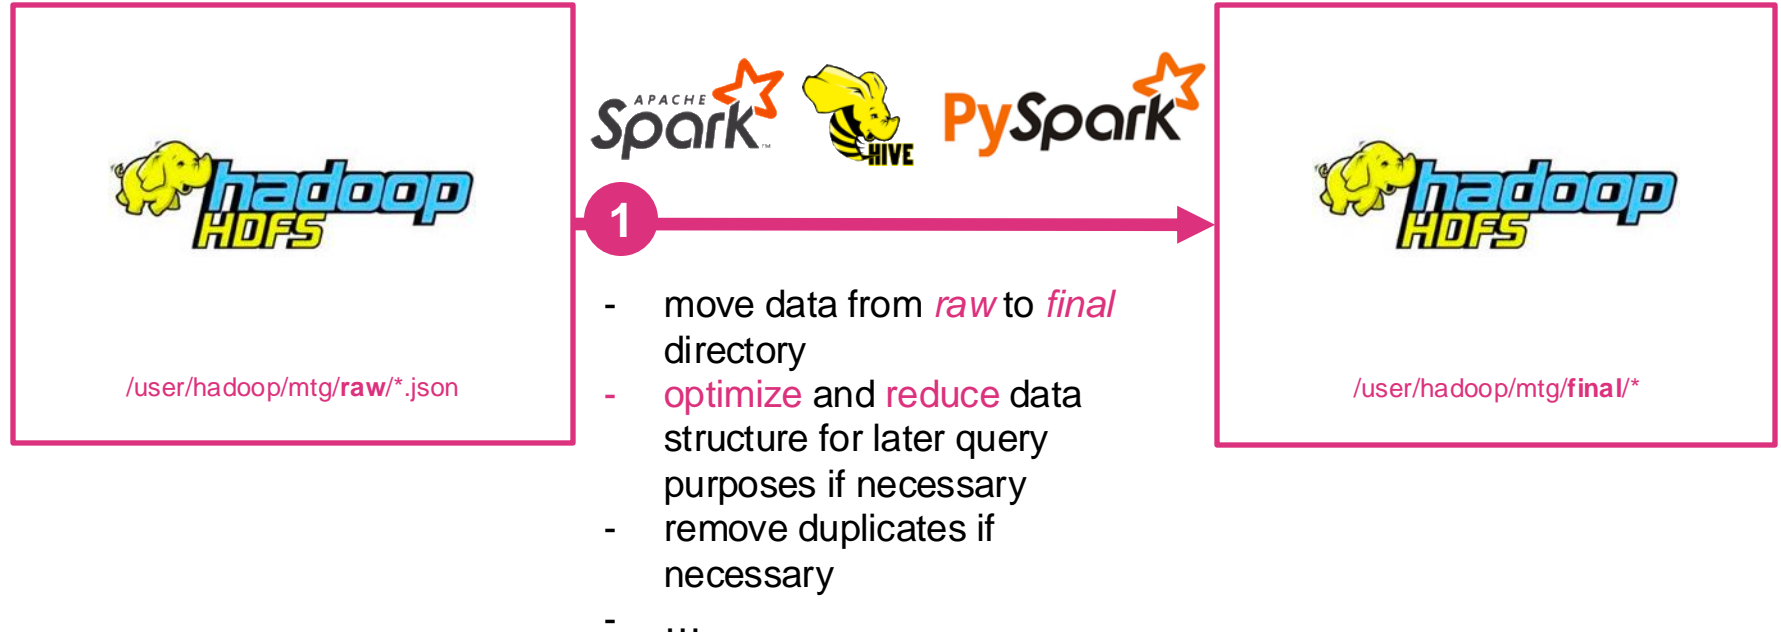 hadoop
HDFS
/user/hadoop/mtg/raw/*.json
APACHE
Spark™
HIVE
PySpark
1
- move data from raw to final
directory
- optimize and reduce data
structure for later query
purposes if necessary
- remove duplicates if
necessary
- ...
hadoop
HDFS
/user/hadoop/mtg/final/*